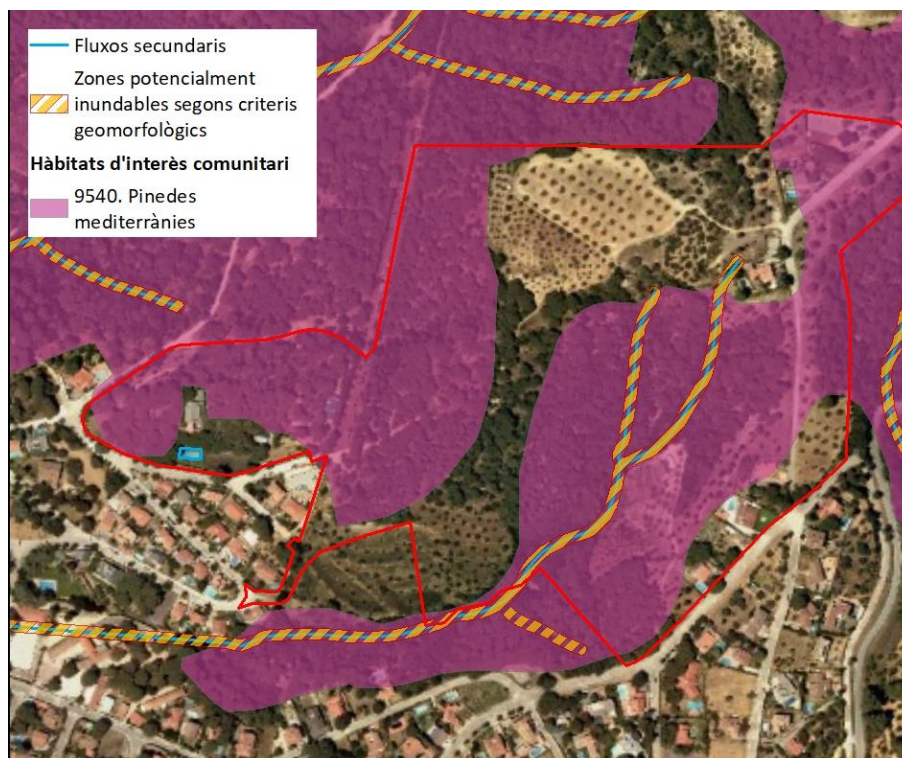 Fluxos secundaris
Zones potencialment
inundables segons criteris
geomorfològics
Hàbitats d'interès comunitari
9540. Pinedes
mediterrànies